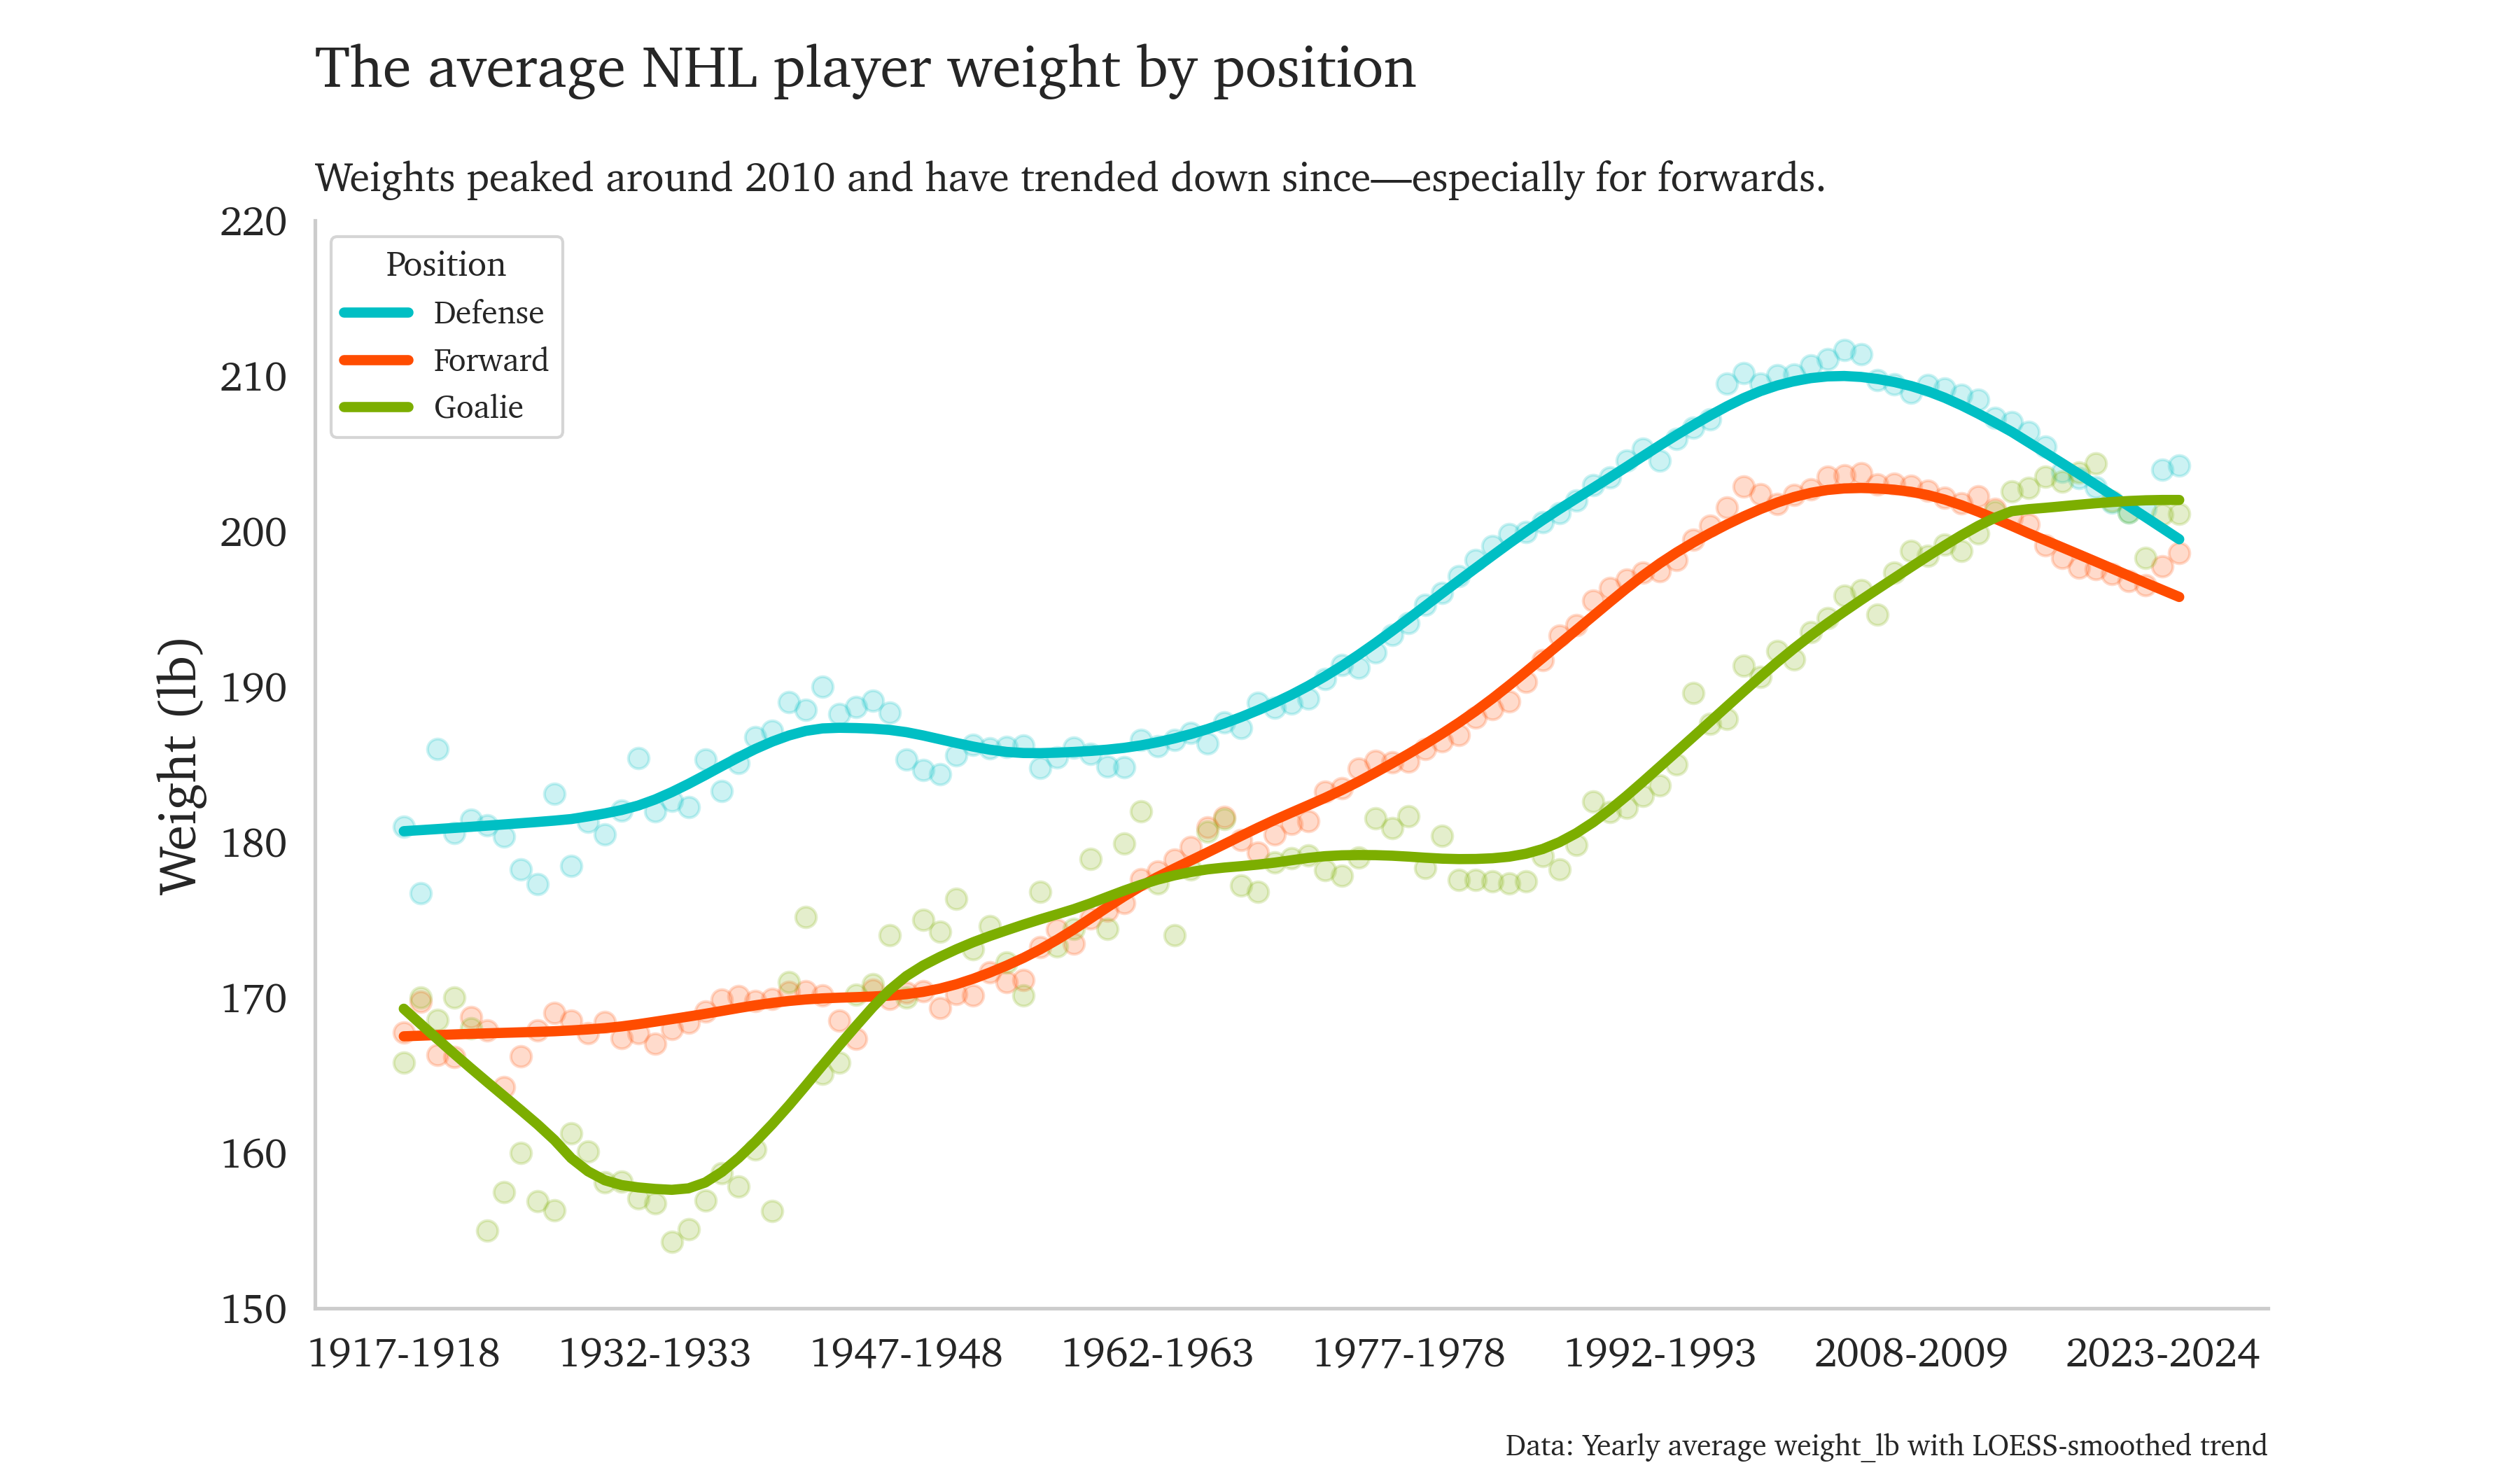 The average NHL player weight by position
Weights peaked around 2010 and have trended down since—especially for forwards.
Position
Defense
Forward
Goalie
Weight (lb)
220
210
200
190
180
170
160
150
1917-1918 1932-1933 1947-1948 1962-1963 1977-1978 1992-1993 2008-2009 2023-2024
Data: Yearly average weight_lb with LOESS-smoothed trend